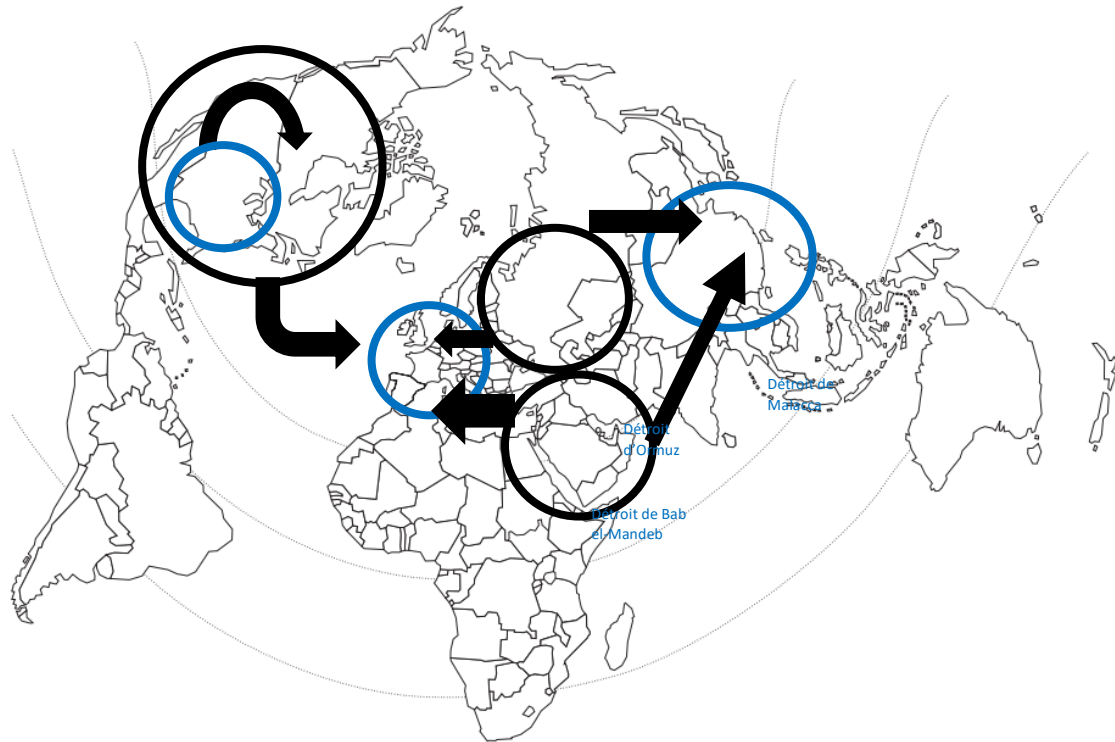 Détroit de
Malacca
Détroit
d'Ormuz
Détroit de Bab
el-Mandeb